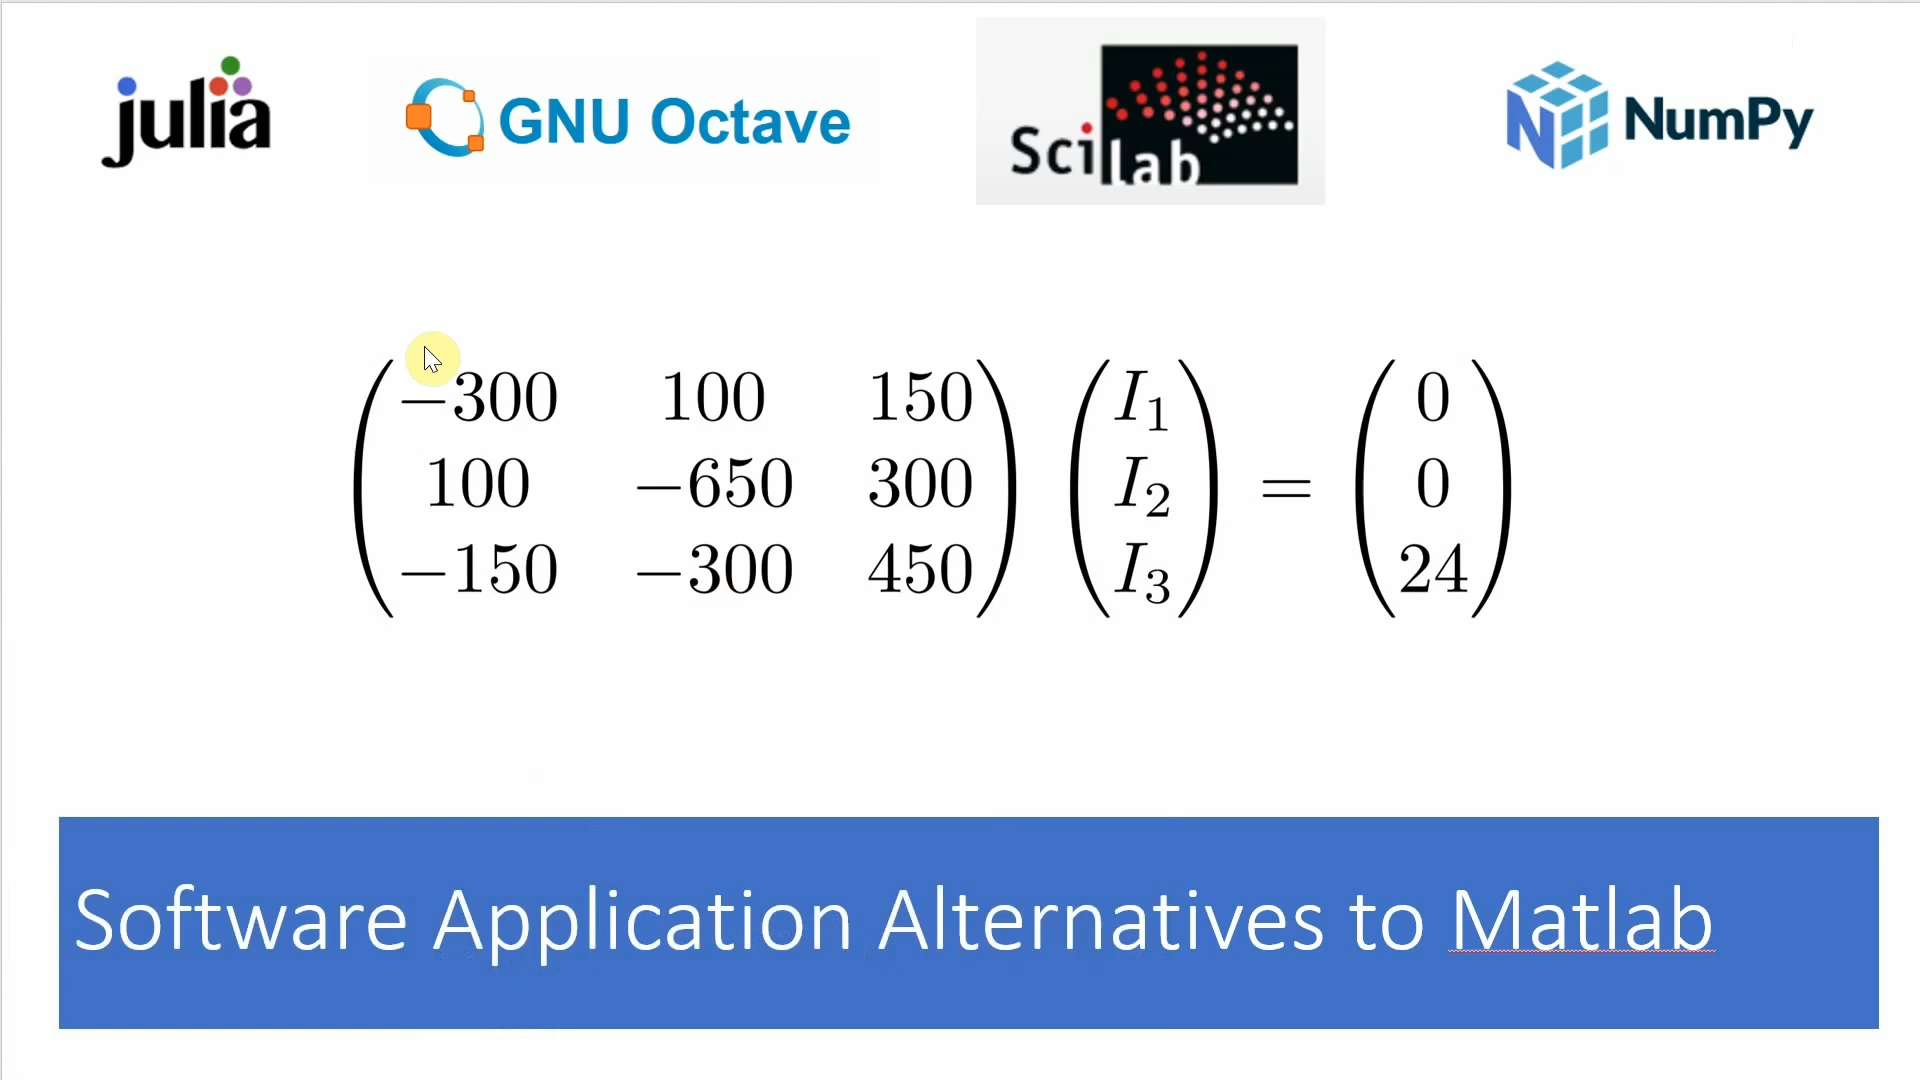 julia GNU Octave Scilab NumPy
−300 100 150 I1 0
100 −650 300 I2 = 0
−150 −300 450 I3 24
Software Application Alternatives to Matlab